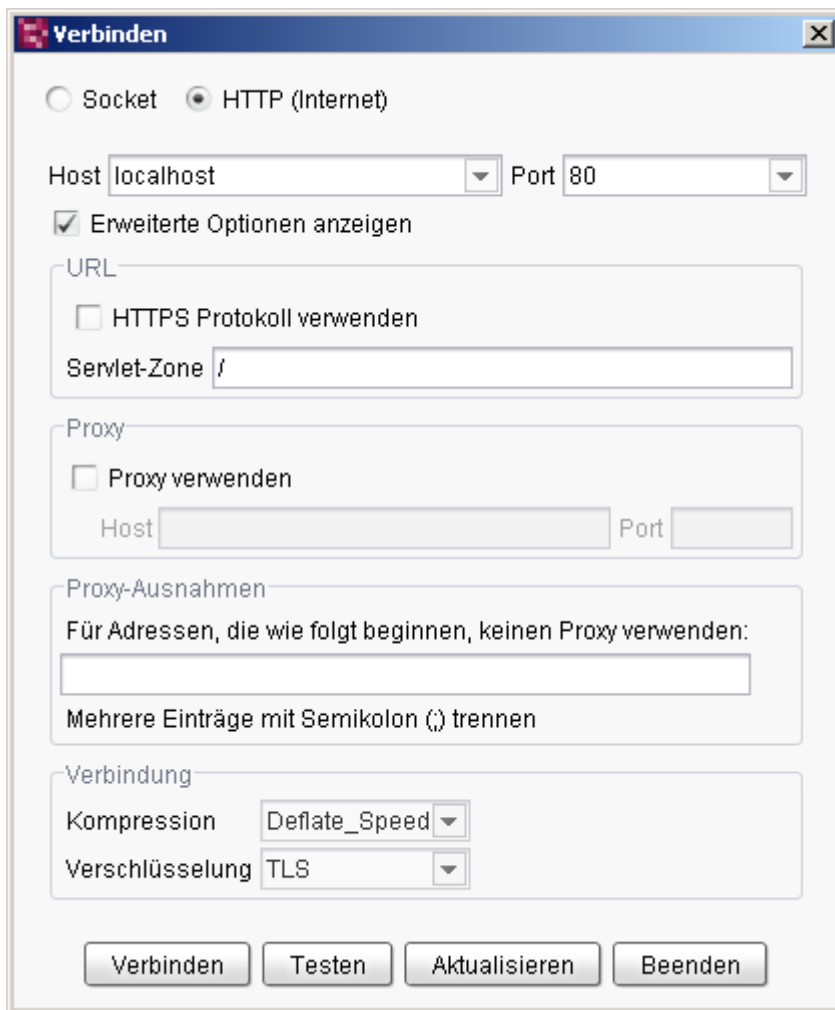 Verbinden
Socket HTTP (Internet)
Host localhost Port 80
Erweiterte Optionen anzeigen
URL
HTTPS Protokoll verwenden
Servlet-Zone /
Proxy
Proxy verwenden
Host Port
Proxy-Ausnahmen
Für Adressen, die wie folgt beginnen, keinen Proxy verwenden:
Mehrere Einträge mit Semikolon (;) trennen
Verbindung
Kompression Deflate_Speed
Verschlüsselung TLS
Verbinden Testen Aktualisieren Beenden